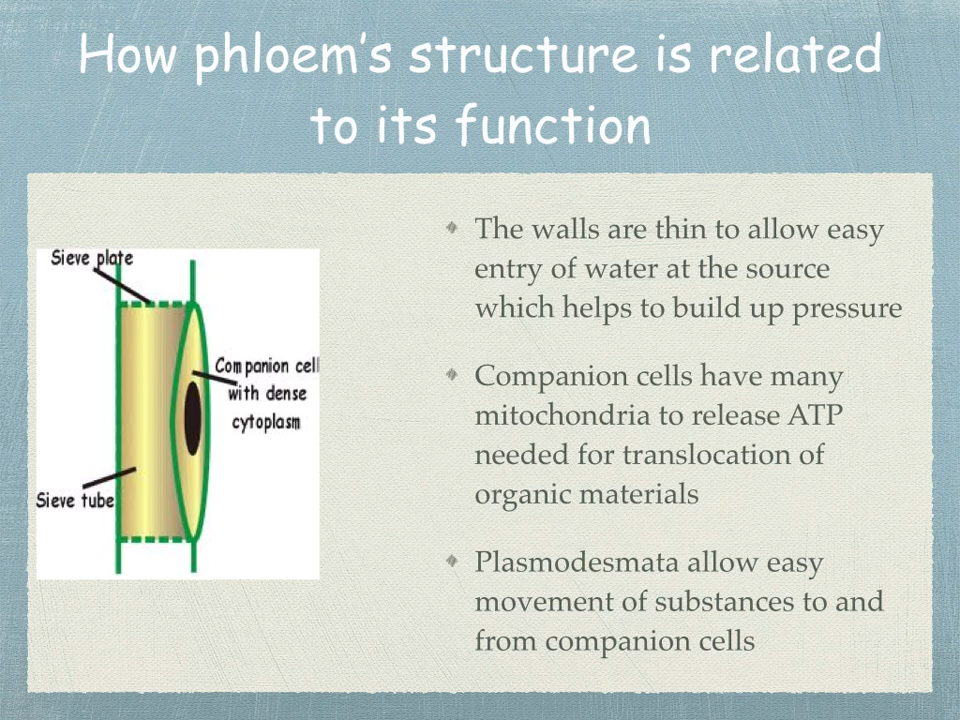 How phloem’s structure is related
to its function
Sieve plate
Companion cell
with dense
cytoplasm
Sieve tube
The walls are thin to allow easy
entry of water at the source
which helps to build up pressure
Companion cells have many
mitochondria to release ATP
needed for translocation of
organic materials
Plasmodesmata allow easy
movement of substances to and
from companion cells